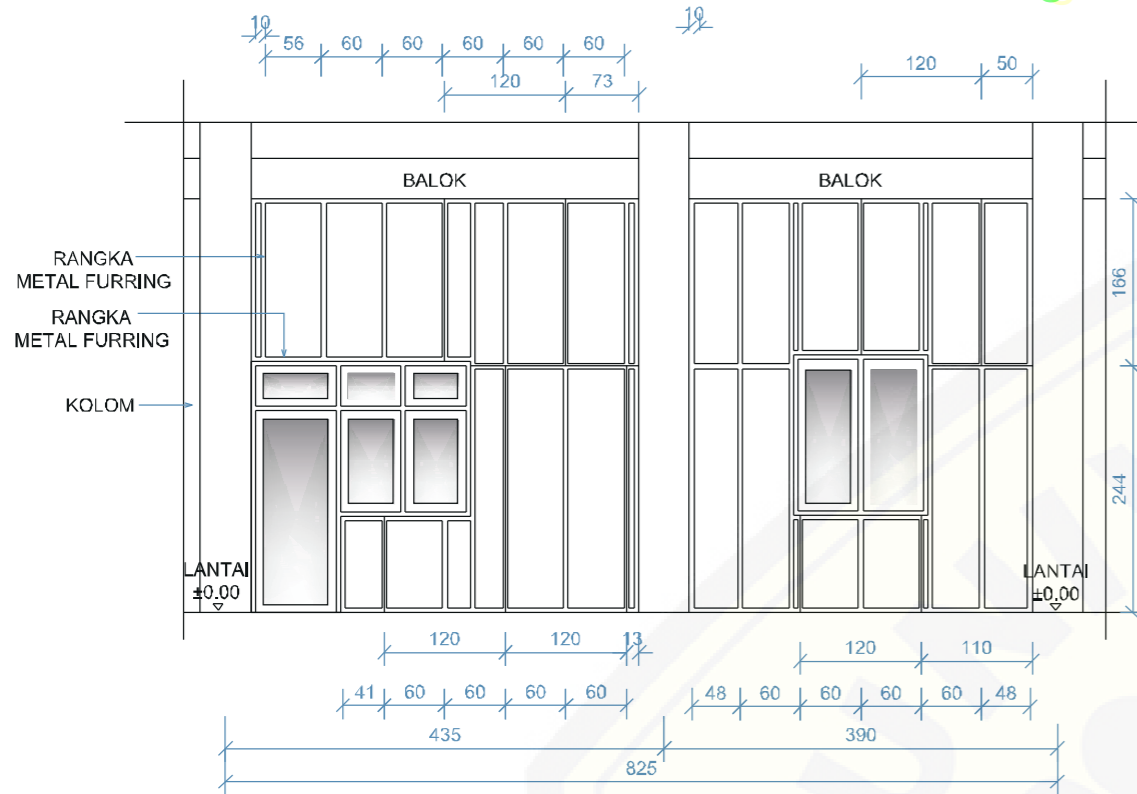 10
10
56 60 60 60 60 60
120 73
120 50
BALOK
BALOK
RANGKA
METAL FURRING
RANGKA
METAL FURRING
KOLOM
166
244
LANTAI
±0.00
LANTAI
±0.00
120 120 13
120 110
41 60 60 60 60
48 60 60 60 60 48
435 390
825